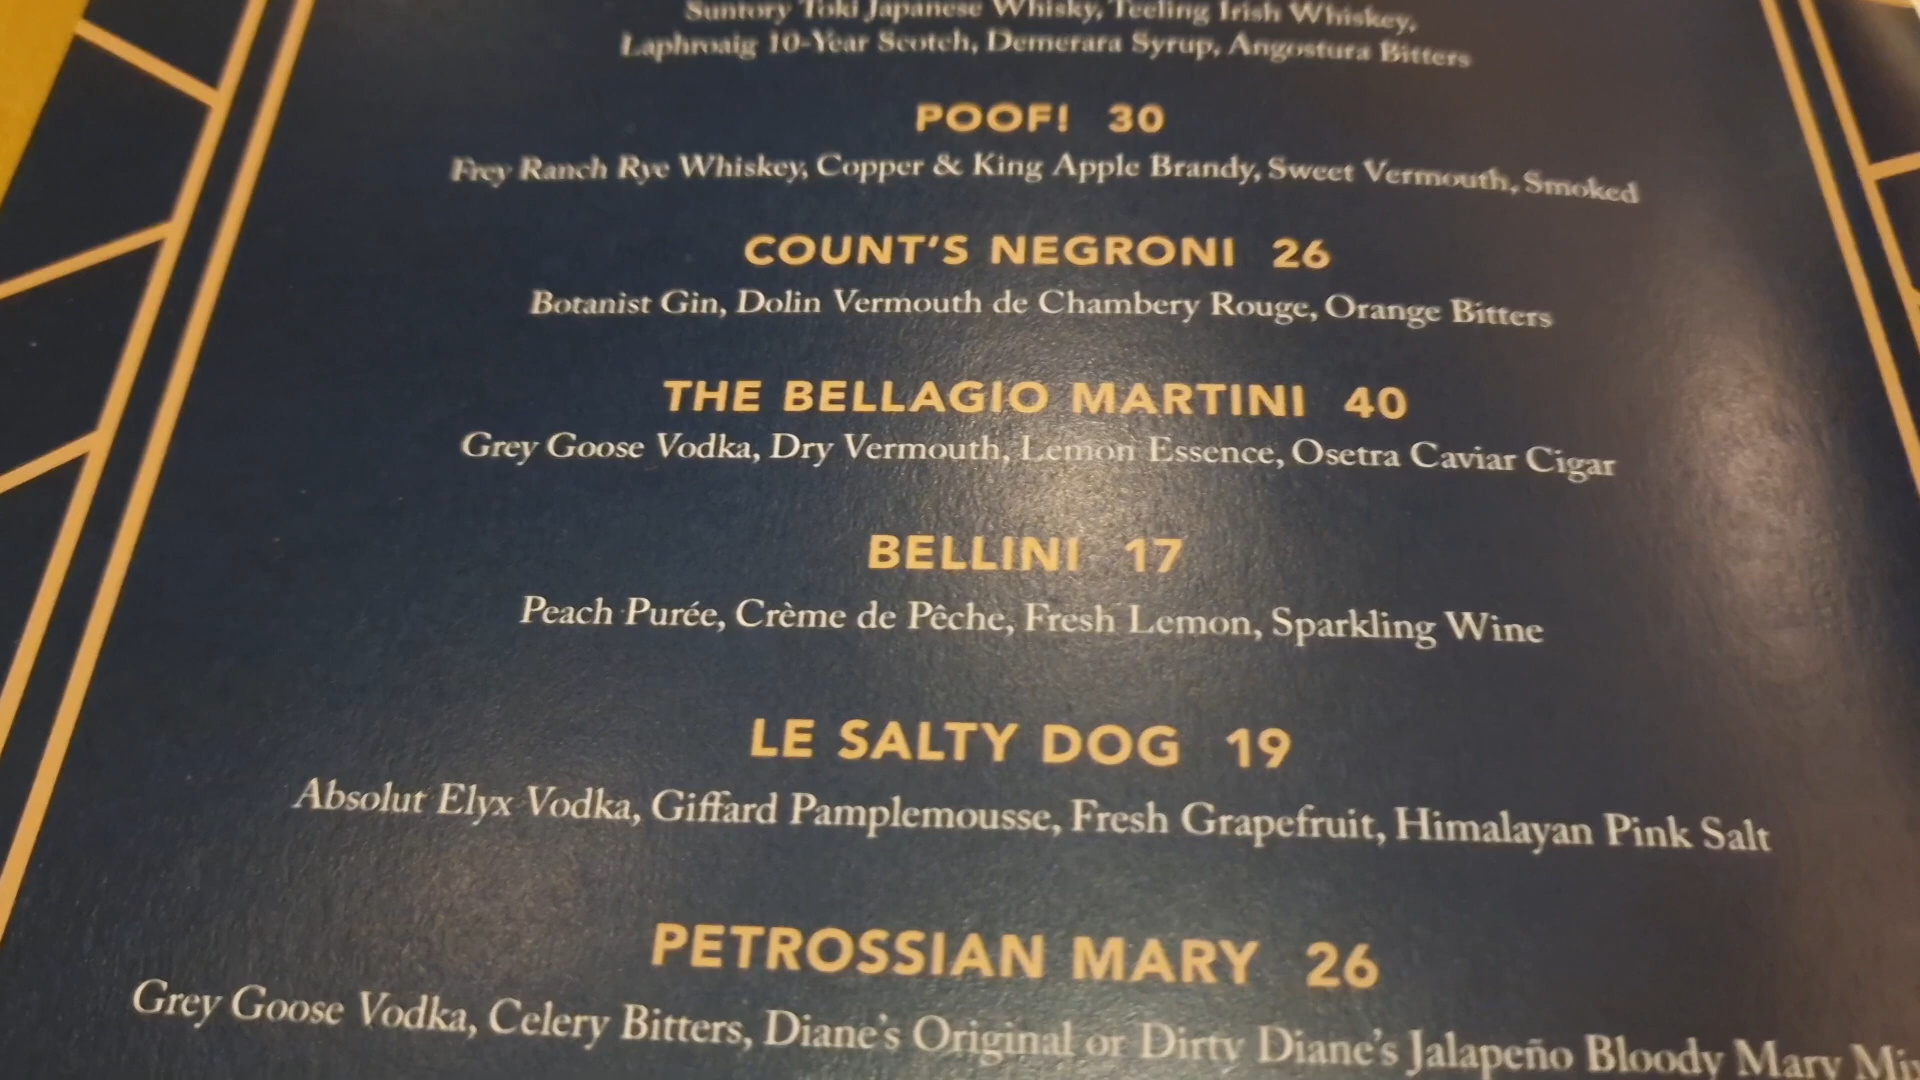 Suntory Toki Japanese Whisky, Teeling Irish Whiskey,
Laphroaig 10-Year Scotch, Demerara Syrup, Angostura Bitters
POOF! 30
Frey Ranch Rye Whiskey, Copper & King Apple Brandy, Sweet Vermouth, Smoked
COUNT'S NEGRONI 26
Botanist Gin, Dolin Vermouth de Chambery Rouge, Orange Bitters
THE BELLAGIO MARTINI 40
Grey Goose Vodka, Dry Vermouth, Lemon Essence, Osetra Caviar Cigar
BELLINI 17
Peach Purée, Crème de Pêche, Fresh Lemon, Sparkling Wine
LE SALTY DOG 19
Absolut Elyx Vodka, Giffard Pamplemousse, Fresh Grapefruit, Himalayan Pink Salt
PETROSSIAN MARY 26
Grey Goose Vodka, Celery Bitters, Diane's Original or Dirty Diane's Jalapeño Bloody Mary Mix